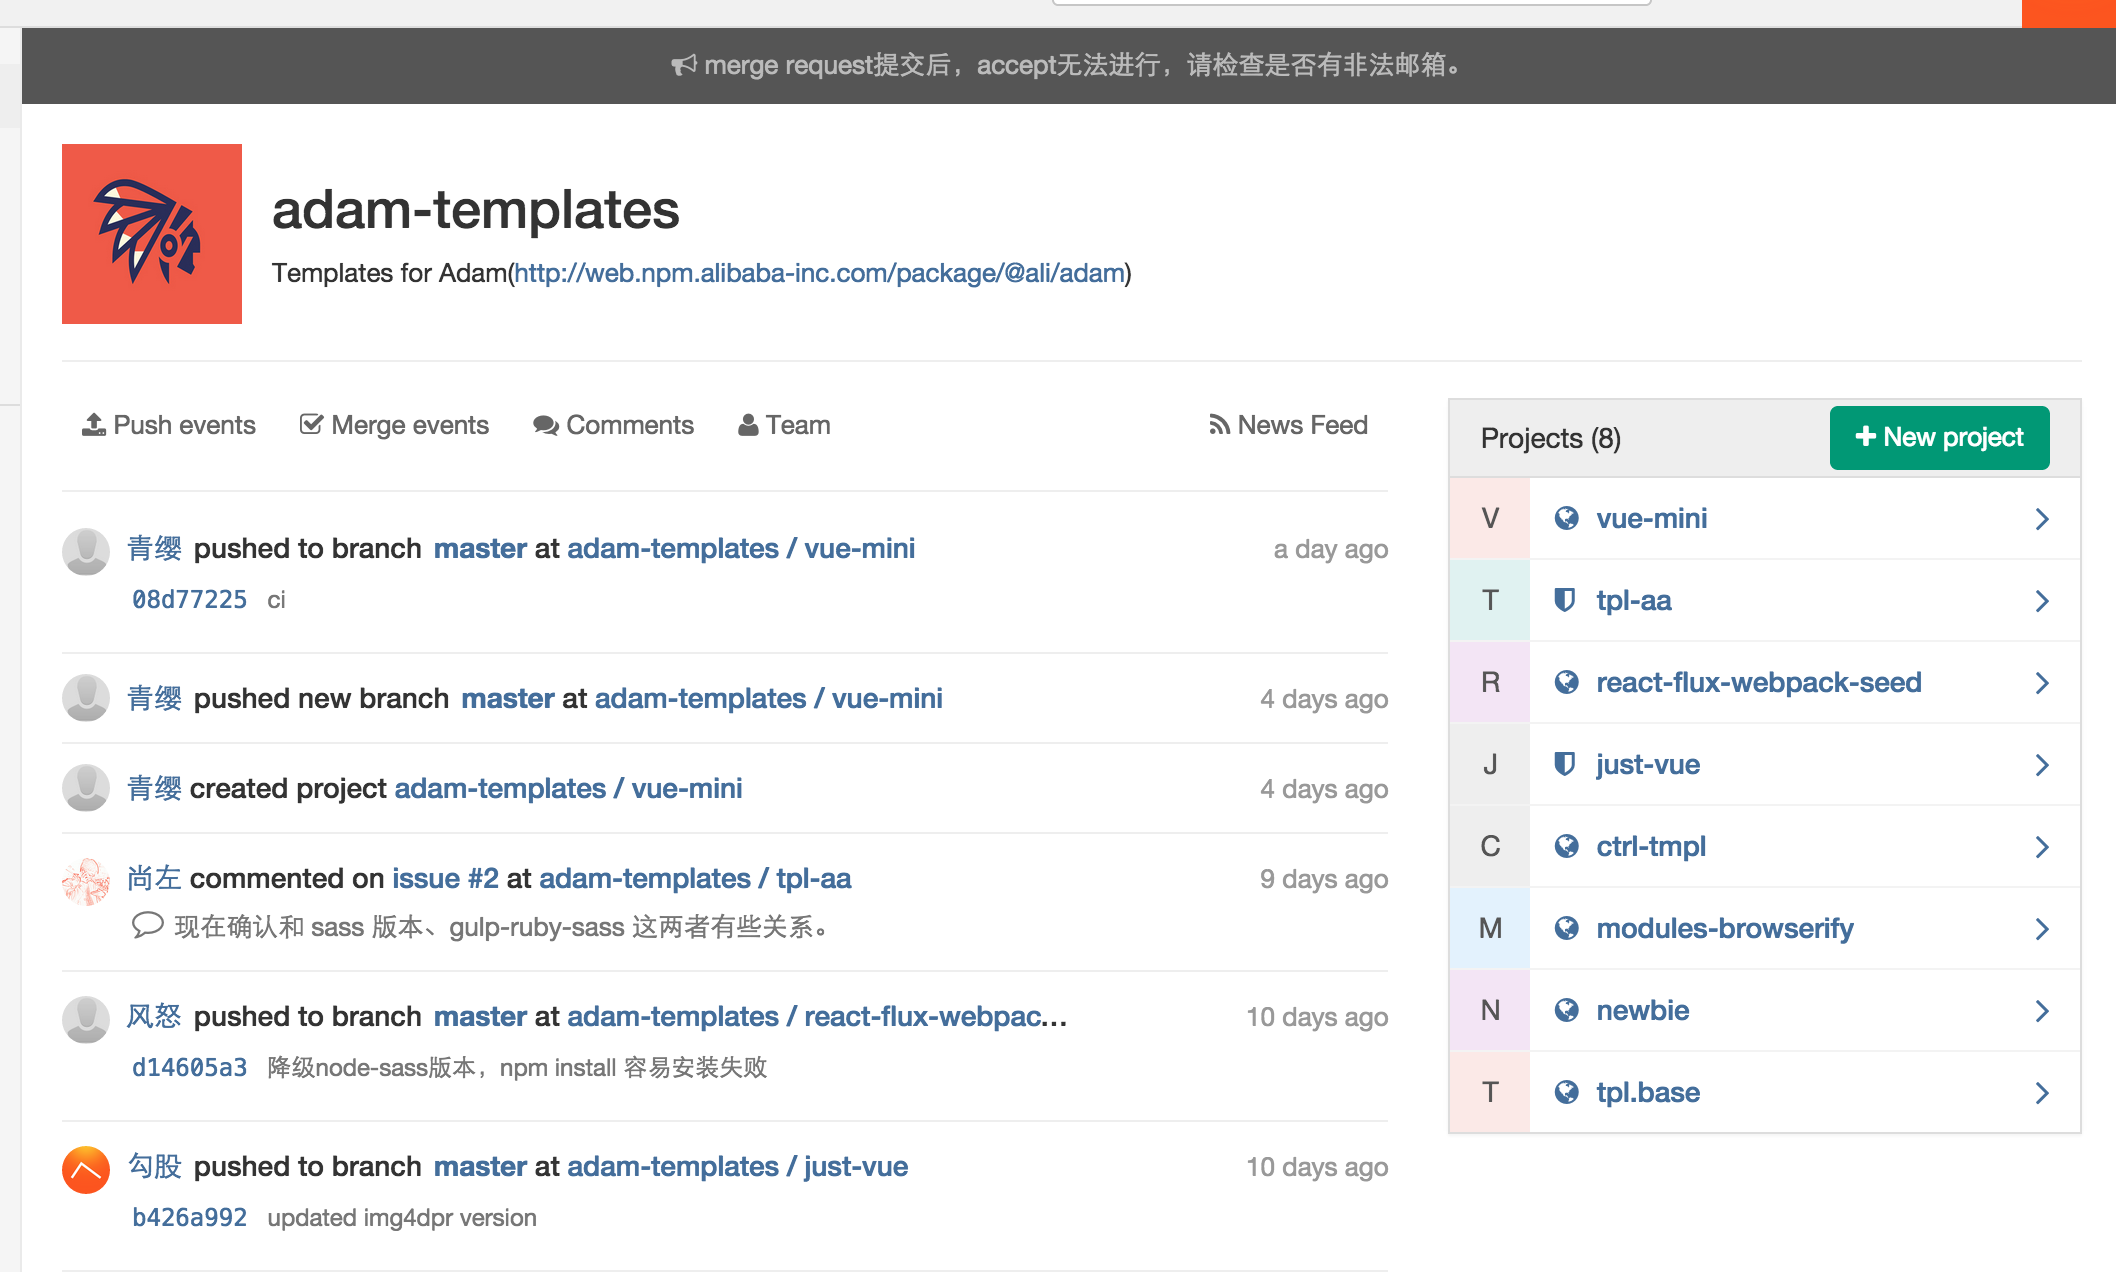 merge request提交后，accept无法进行，请检查是否有非法邮箱。
adam-templates
Templates for Adam(http://web.npm.alibaba-inc.com/package/@ali/adam)
Push events Merge events Comments Team News Feed
青缨 pushed to branch master at adam-templates / vue-mini a day ago
08d77225 ci
青缨 pushed new branch master at adam-templates / vue-mini 4 days ago
青缨 created project adam-templates / vue-mini 4 days ago
尚左 commented on issue #2 at adam-templates / tpl-aa 9 days ago
现在确认和 sass 版本、gulp-ruby-sass 这两者有些关系。
风怒 pushed to branch master at adam-templates / react-flux-webpac... 10 days ago
d14605a3 降级node-sass版本，npm install 容易安装失败
勾股 pushed to branch master at adam-templates / just-vue 10 days ago
b426a992 updated img4dpr version
Projects (8) New project
V vue-mini
T tpl-aa
R react-flux-webpack-seed
J just-vue
C ctrl-tmpl
M modules-browserify
N newbie
T tpl.base